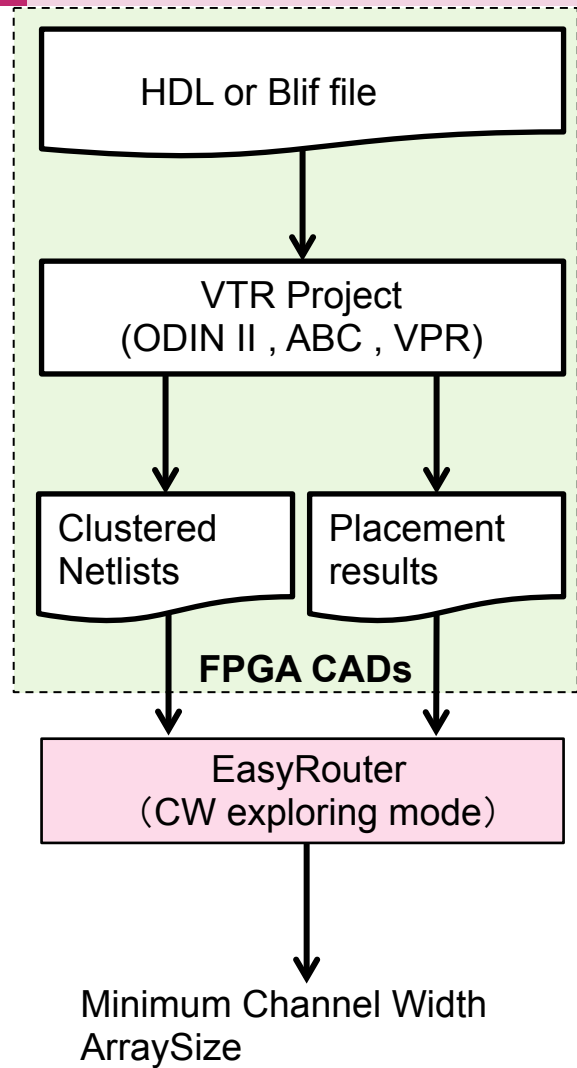 HDL or Blif file
VTR Project
(ODIN II , ABC , VPR)
Clustered
Netlists
Placement
results
FPGA CADs
EasyRouter
（CW exploring mode）
Minimum Channel Width
ArraySize